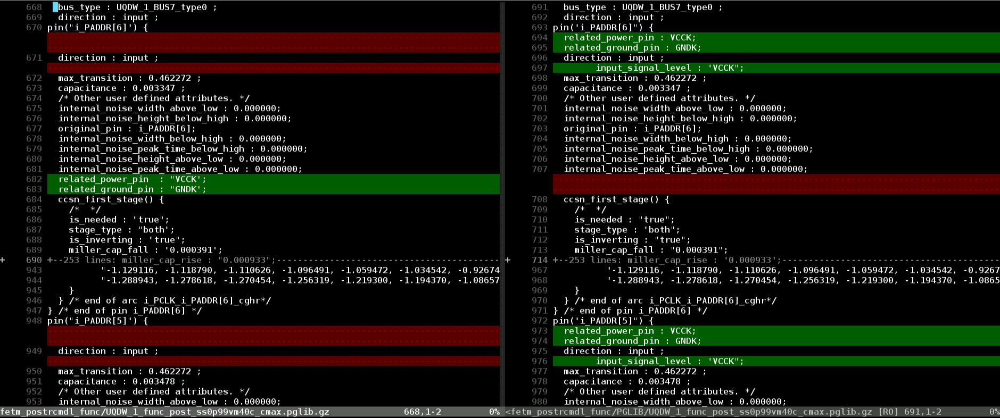 668 bus_type : UQDW_1_BUS7_type0 ;
669 direction : input ;
670 pin("i_PADDR[6]") {
671 direction : input ;
672 max_transition : 0.462272 ;
673 capacitance : 0.003347 ;
674 /* Other user defined attributes. */
675 internal_noise_width_above_low : 0.000000;
676 internal_noise_height_below_high : 0.000000;
677 original_pin : i_PADDR[6];
678 internal_noise_width_below_high : 0.000000;
679 internal_noise_peak_time_below_high : 0.000000;
680 internal_noise_height_above_low : 0.000000;
681 internal_noise_peak_time_above_low : 0.000000;
682 related_power_pin  : "VCCK";
683 related_ground_pin : "GNDK";
684 ccsn_first_stage() {
685 /*  */
686 is_needed : "true";
687 stage_type : "both";
688 is_inverting : "true";
689 miller_cap_fall : "0.000391";
+ 690 +--253 lines: miller_cap_rise : "0.000933";------------------------------------------
943 "-1.129116, -1.118790, -1.110626, -1.096491, -1.059472, -1.034542, -0.92674
944 "-1.288943, -1.278618, -1.270454, -1.256319, -1.219300, -1.194370, -1.08657
945 }
946 } /* end of arc i_PCLK_i_PADDR[6]_cghr*/
947 } /* end of pin i_PADDR[6] */
948 pin("i_PADDR[5]") {
949 direction : input ;
950 max_transition : 0.462272 ;
951 capacitance : 0.003478 ;
952 /* Other user defined attributes. */
953 internal_noise_width_above_low : 0.000000;
fetm_postrcmdl_func/UQDW_1_func_post_ss0p99vm40c_cmax.pglib.gz 668,1-2 0%
691 bus_type : UQDW_1_BUS7_type0 ;
692 direction : input ;
693 pin("i_PADDR[6]") {
694 related_power_pin : VCCK;
695 related_ground_pin : GNDK;
696 direction : input ;
697 input_signal_level : "VCCK";
698 max_transition : 0.462272 ;
699 capacitance : 0.003347 ;
700 /* Other user defined attributes. */
701 internal_noise_width_above_low : 0.000000;
702 internal_noise_height_below_high : 0.000000;
703 original_pin : i_PADDR[6];
704 internal_noise_width_below_high : 0.000000;
705 internal_noise_peak_time_below_high : 0.000000;
706 internal_noise_height_above_low : 0.000000;
707 internal_noise_peak_time_above_low : 0.000000;
708 ccsn_first_stage() {
709 /*  */
710 is_needed : "true";
711 stage_type : "both";
712 is_inverting : "true";
713 miller_cap_fall : "0.000391";
+ 714 +--253 lines: miller_cap_rise : "0.000933";-----------------------------------------
967 "-1.129116, -1.118790, -1.110626, -1.096491, -1.059472, -1.034542, -0.9267
968 "-1.288943, -1.278618, -1.270454, -1.256319, -1.219300, -1.194370, -1.0865
969 }
970 } /* end of arc i_PCLK_i_PADDR[6]_cghr*/
971 } /* end of pin i_PADDR[6] */
972 pin("i_PADDR[5]") {
973 related_power_pin : VCCK;
974 related_ground_pin : GNDK;
975 direction : input ;
976 input_signal_level : "VCCK";
977 max_transition : 0.462272 ;
978 capacitance : 0.003478 ;
979 /* Other user defined attributes. */
980 internal_noise_width_above_low : 0.000000;
<fetm_postrcmdl_func/PGLIB/UQDW_1_func_post_ss0p99vm40c_cmax.pglib.gz [RO] 691,1-2 0%